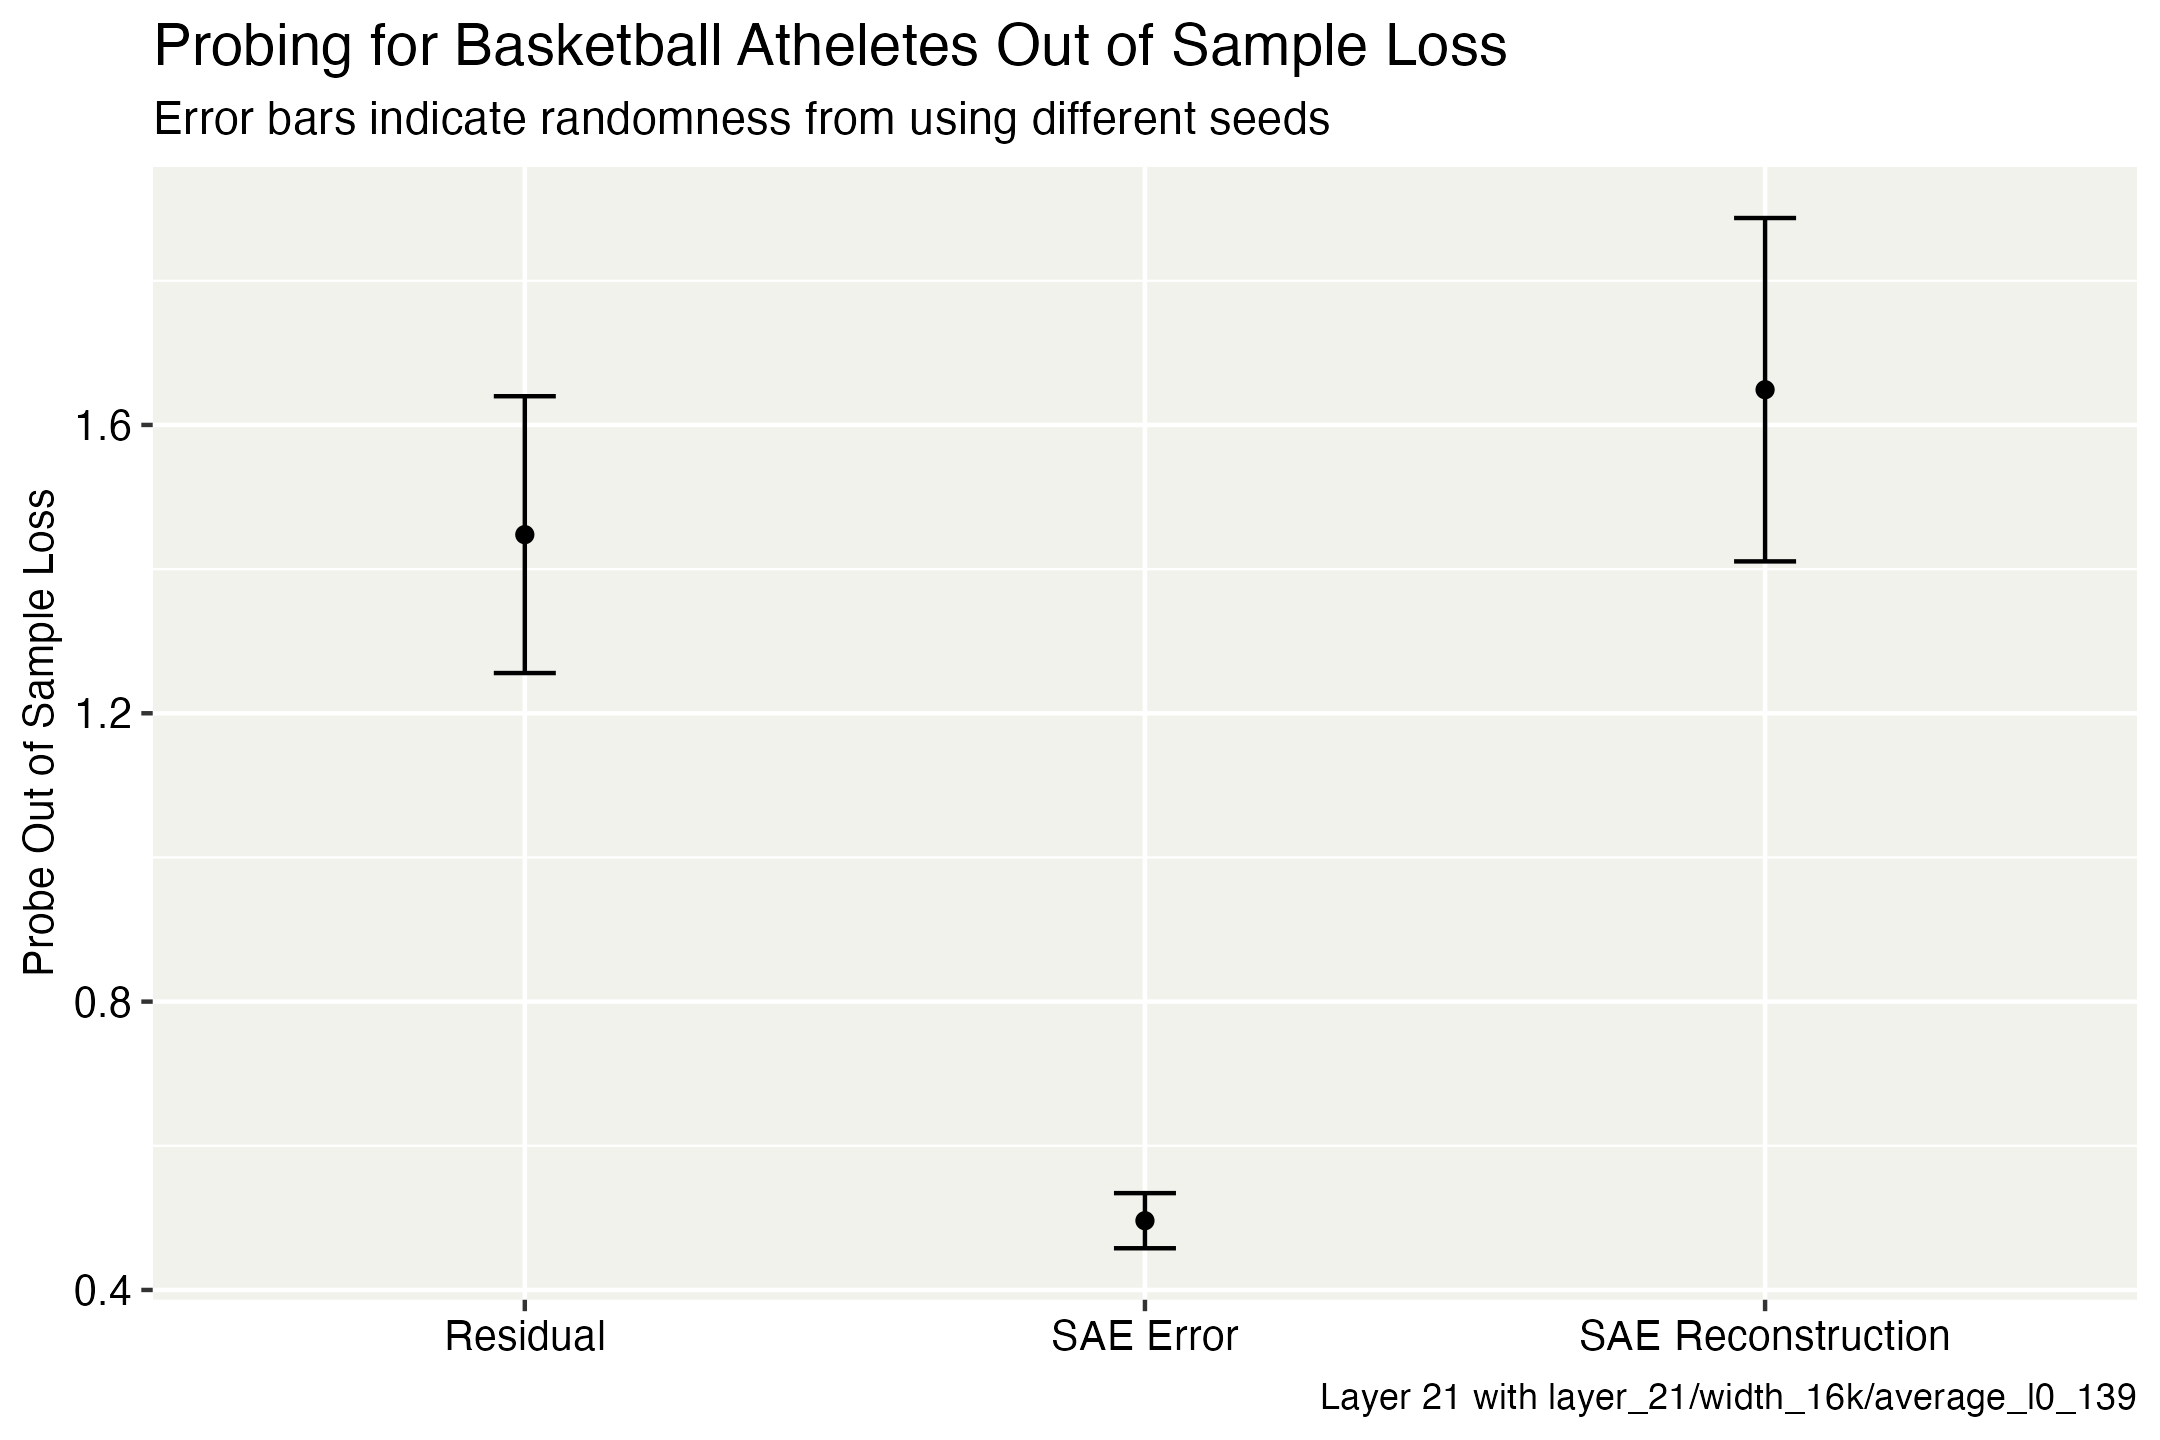 Probing for Basketball Atheletes Out of Sample Loss
Error bars indicate randomness from using different seeds
Probe Out of Sample Loss
1.6
1.2
0.8
0.4
Residual
SAE Error
SAE Reconstruction
Layer 21 with layer_21/width_16k/average_l0_139